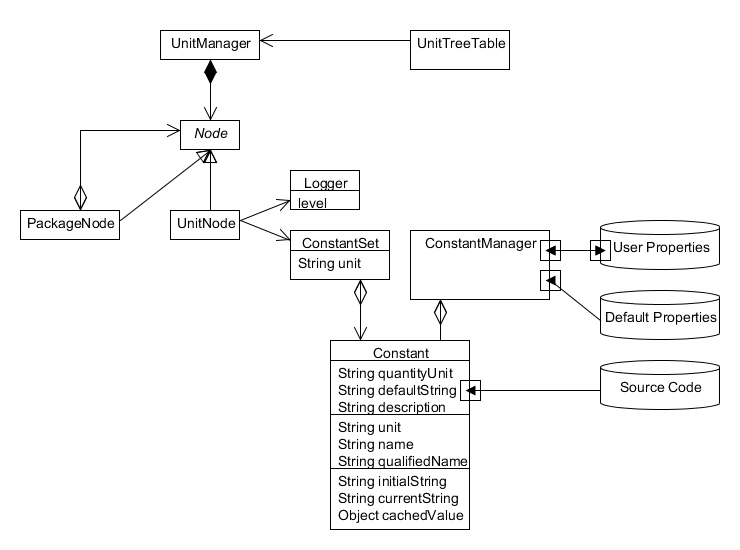 UnitManager
UnitTreeTable
Node
PackageNode
UnitNode
Logger
level
ConstantSet
String unit
ConstantManager
User Properties
Default Properties
Source Code
Constant
String quantityUnit
String defaultString
String description
String unit
String name
String qualifiedName
String initialString
String currentString
Object cachedValue